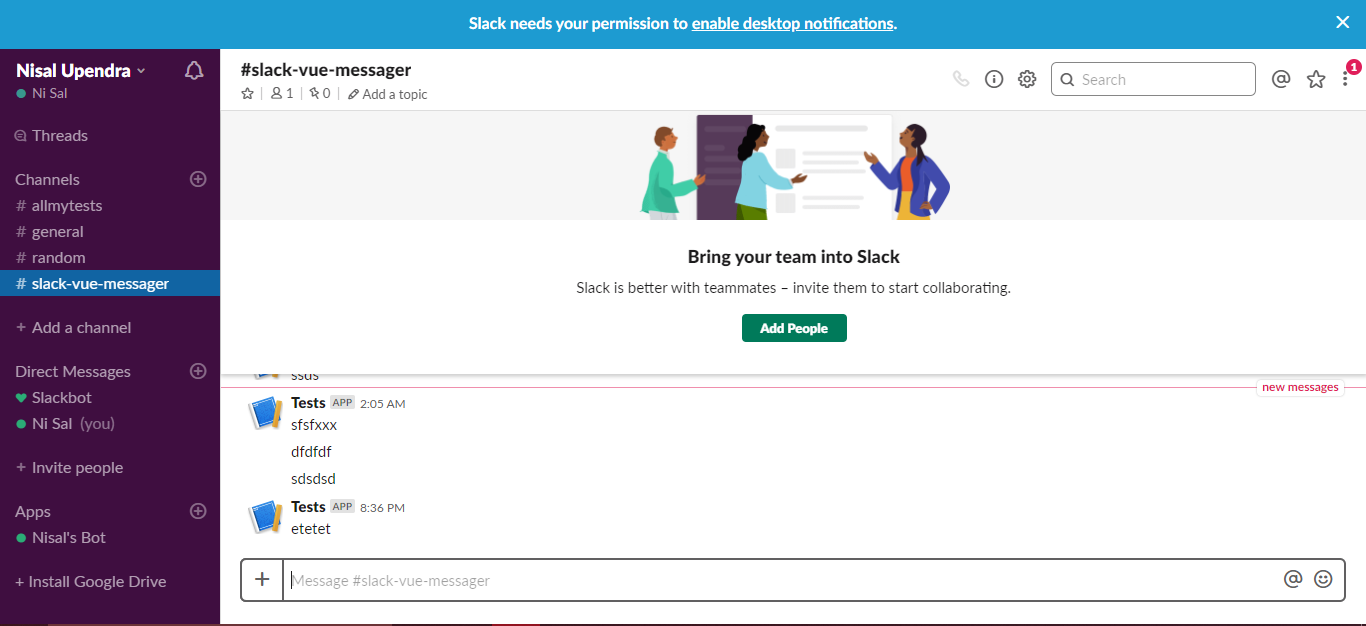 Slack needs your permission to enable desktop notifications.
Nisal Upendra
Ni Sal
Threads
Channels
# allmytests
# general
# random
# slack-vue-messager
+ Add a channel
Direct Messages
Slackbot
Ni Sal (you)
+ Invite people
Apps
Nisal's Bot
+ Install Google Drive
#slack-vue-messager
1 | 0 | Add a topic
Search
1
Bring your team into Slack
Slack is better with teammates – invite them to start collaborating.
Add People
ssds
new messages
Tests APP 2:05 AM
sfsfxxx
dfdfdf
sdsdsd
Tests APP 8:36 PM
etetet
Message #slack-vue-messager